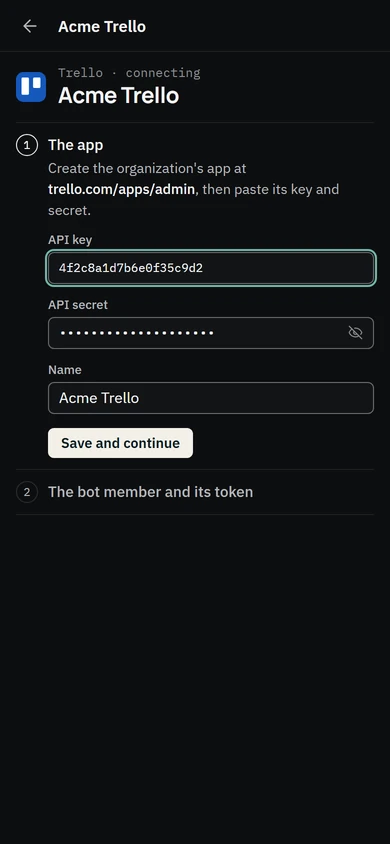 Acme Trello
Trello · connecting
Acme Trello
1 The app
Create the organization's app at
trello.com/apps/admin, then paste its key and
secret.
API key
4f2c8a1d7b6e0f35c9d2
API secret
••••••••••••••••••••
Name
Acme Trello
Save and continue
2 The bot member and its token